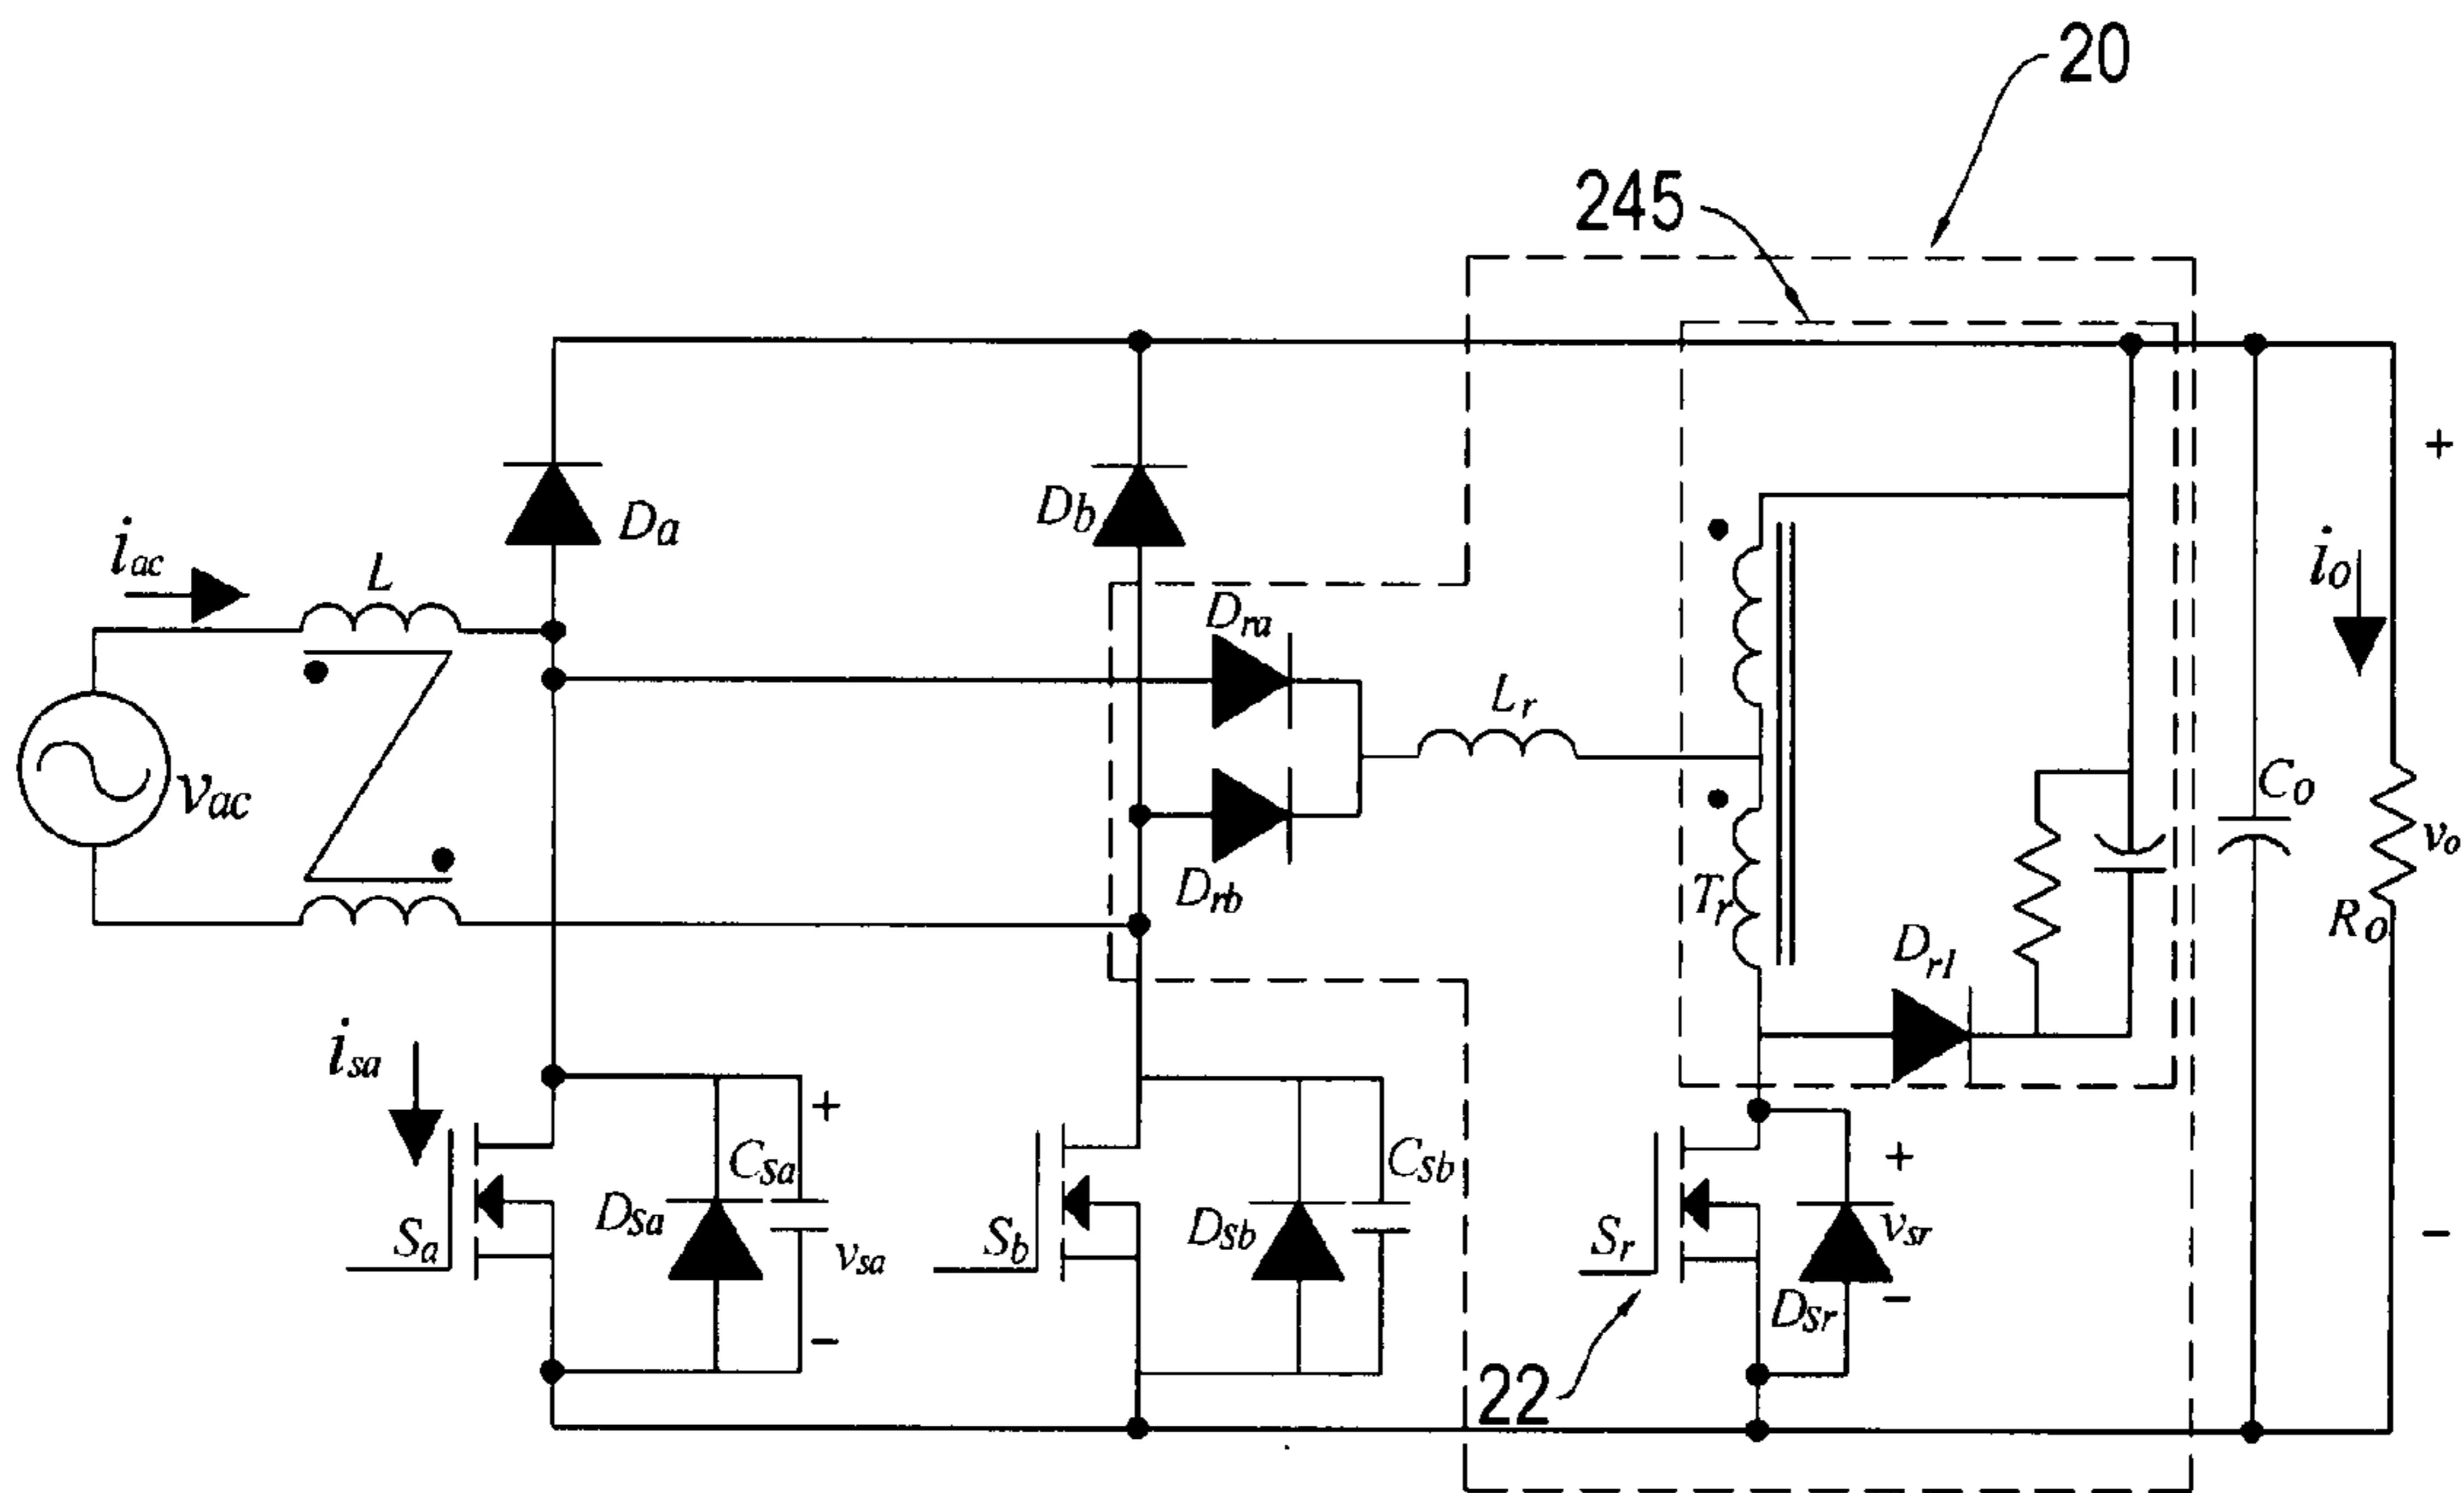 20
245
+
Da
Db
iac
L
io
Dra
Lr
vac
Co
vo
Drb
Tr
Ro
Dr1
isa
+
Csa
Csb
+
Dsa
Sa
vsa
Sb
Dsb
Sr
vsr
−
Dsr
−
−
22